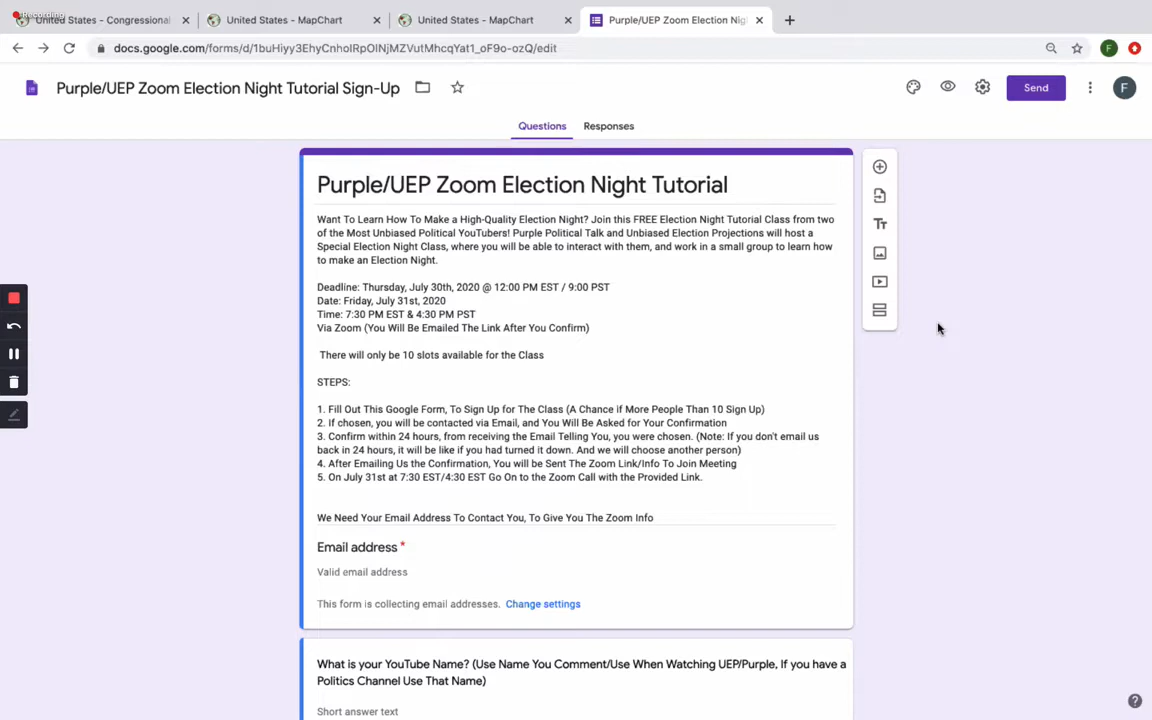 Recording
United States - Congressional
United States - MapChart
United States - MapChart
Purple/UEP Zoom Election Nig
docs.google.com/forms/d/1buHiyy3EhyCnhoIRpOINjMZVutMhcqYat1_oF9o-ozQ/edit
F
Purple/UEP Zoom Election Night Tutorial Sign-Up
Send
F
Questions
Responses
Purple/UEP Zoom Election Night Tutorial
Want To Learn How To Make a High-Quality Election Night? Join this FREE Election Night Tutorial Class from two
of the Most Unbiased Political YouTubers! Purple Political Talk and Unbiased Election Projections will host a
Special Election Night Class, where you will be able to interact with them, and work in a small group to learn how
to make an Election Night.
Deadline: Thursday, July 30th, 2020 @ 12:00 PM EST / 9:00 PST
Date: Friday, July 31st, 2020
Time: 7:30 PM EST & 4:30 PM PST
Via Zoom (You Will Be Emailed The Link After You Confirm)
There will only be 10 slots available for the Class
STEPS:
1. Fill Out This Google Form, To Sign Up for The Class (A Chance if More People Than 10 Sign Up)
2. If chosen, you will be contacted via Email, and You Will Be Asked for Your Confirmation
3. Confirm within 24 hours, from receiving the Email Telling You, you were chosen. (Note: If you don't email us
back in 24 hours, it will be like if you had turned it down. And we will choose another person)
4. After Emailing Us the Confirmation, You will be Sent The Zoom Link/Info To Join Meeting
5. On July 31st at 7:30 EST/4:30 EST Go On to the Zoom Call with the Provided Link.
We Need Your Email Address To Contact You, To Give You The Zoom Info
Email address *
Valid email address
This form is collecting email addresses. Change settings
What is your YouTube Name? (Use Name You Comment/Use When Watching UEP/Purple, If you have a
Politics Channel Use That Name)
Short answer text